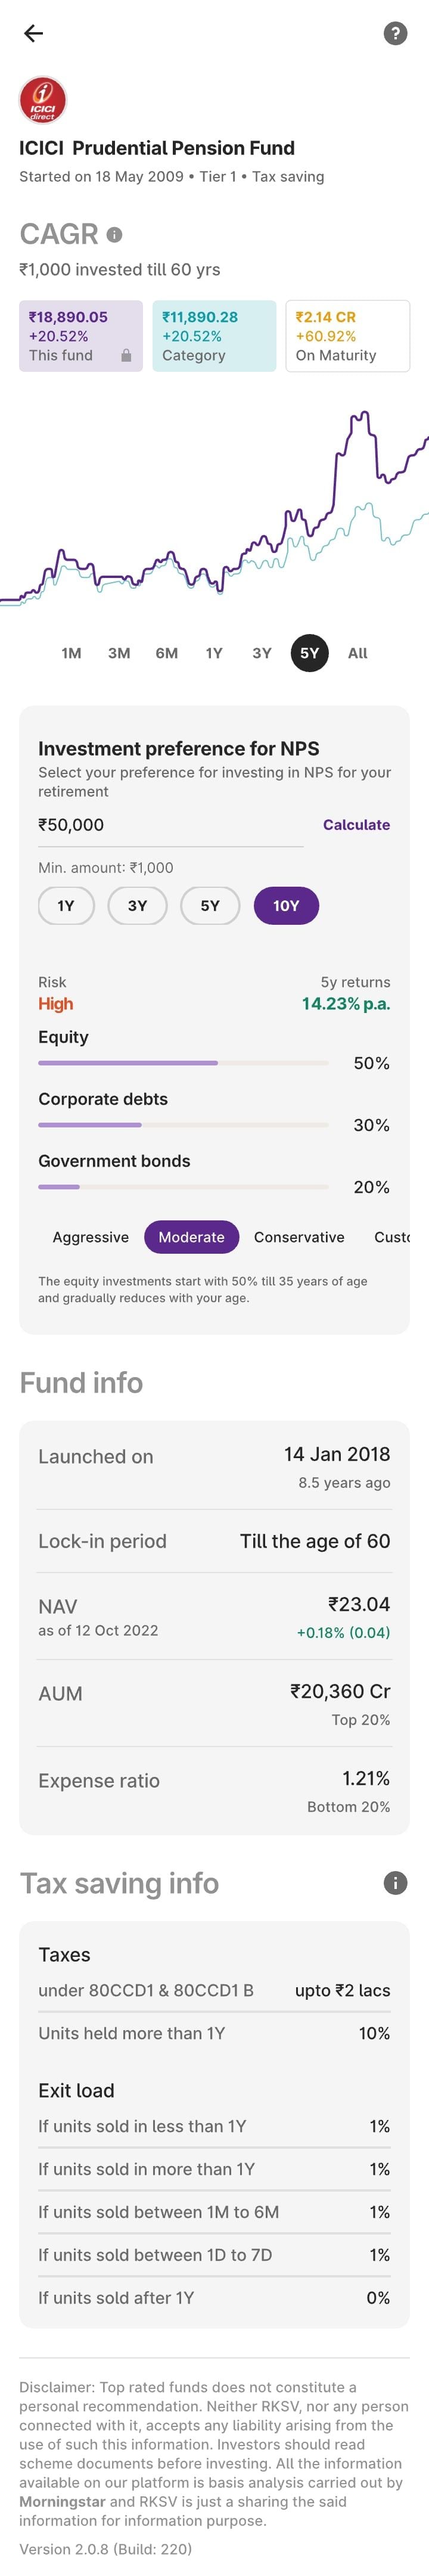 ?
i
ICICI
direct
ICICI Prudential Pension Fund
Started on 18 May 2009 • Tier 1 • Tax saving
CAGR i
₹1,000 invested till 60 yrs
₹18,890.05 ₹11,890.28 ₹2.14 CR
+20.52% +20.52% +60.92%
This fund Category On Maturity
1M 3M 6M 1Y 3Y 5Y All
Investment preference for NPS
Select your preference for investing in NPS for your
retirement
₹50,000 Calculate
Min. amount: ₹1,000
1Y 3Y 5Y 10Y
Risk 5y returns
High 14.23% p.a.
Equity
50%
Corporate debts
30%
Government bonds
20%
Aggressive Moderate Conservative Custo
The equity investments start with 50% till 35 years of age
and gradually reduces with your age.
Fund info
Launched on 14 Jan 2018
8.5 years ago
Lock-in period Till the age of 60
NAV ₹23.04
as of 12 Oct 2022 +0.18% (0.04)
AUM ₹20,360 Cr
Top 20%
Expense ratio 1.21%
Bottom 20%
Tax saving info i
Taxes
under 80CCD1 & 80CCD1 B upto ₹2 lacs
Units held more than 1Y 10%
Exit load
If units sold in less than 1Y 1%
If units sold in more than 1Y 1%
If units sold between 1M to 6M 1%
If units sold between 1D to 7D 1%
If units sold after 1Y 0%
Disclaimer: Top rated funds does not constitute a
personal recommendation. Neither RKSV, nor any person
connected with it, accepts any liability arising from the
use of such this information. Investors should read
scheme documents before investing. All the information
available on our platform is basis analysis carried out by
Morningstar and RKSV is just a sharing the said
information for information purpose.
Version 2.0.8 (Build: 220)